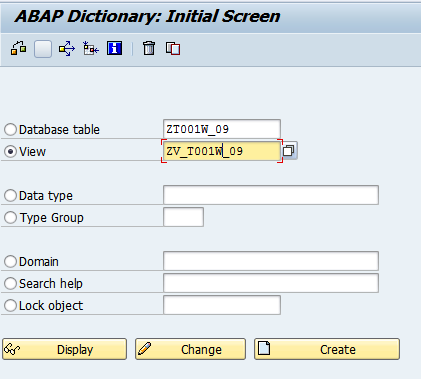 ABAP Dictionary: Initial Screen
Database table ZT001W_09
View ZV_T001W_09
Data type
Type Group
Domain
Search help
Lock object
Display Change Create